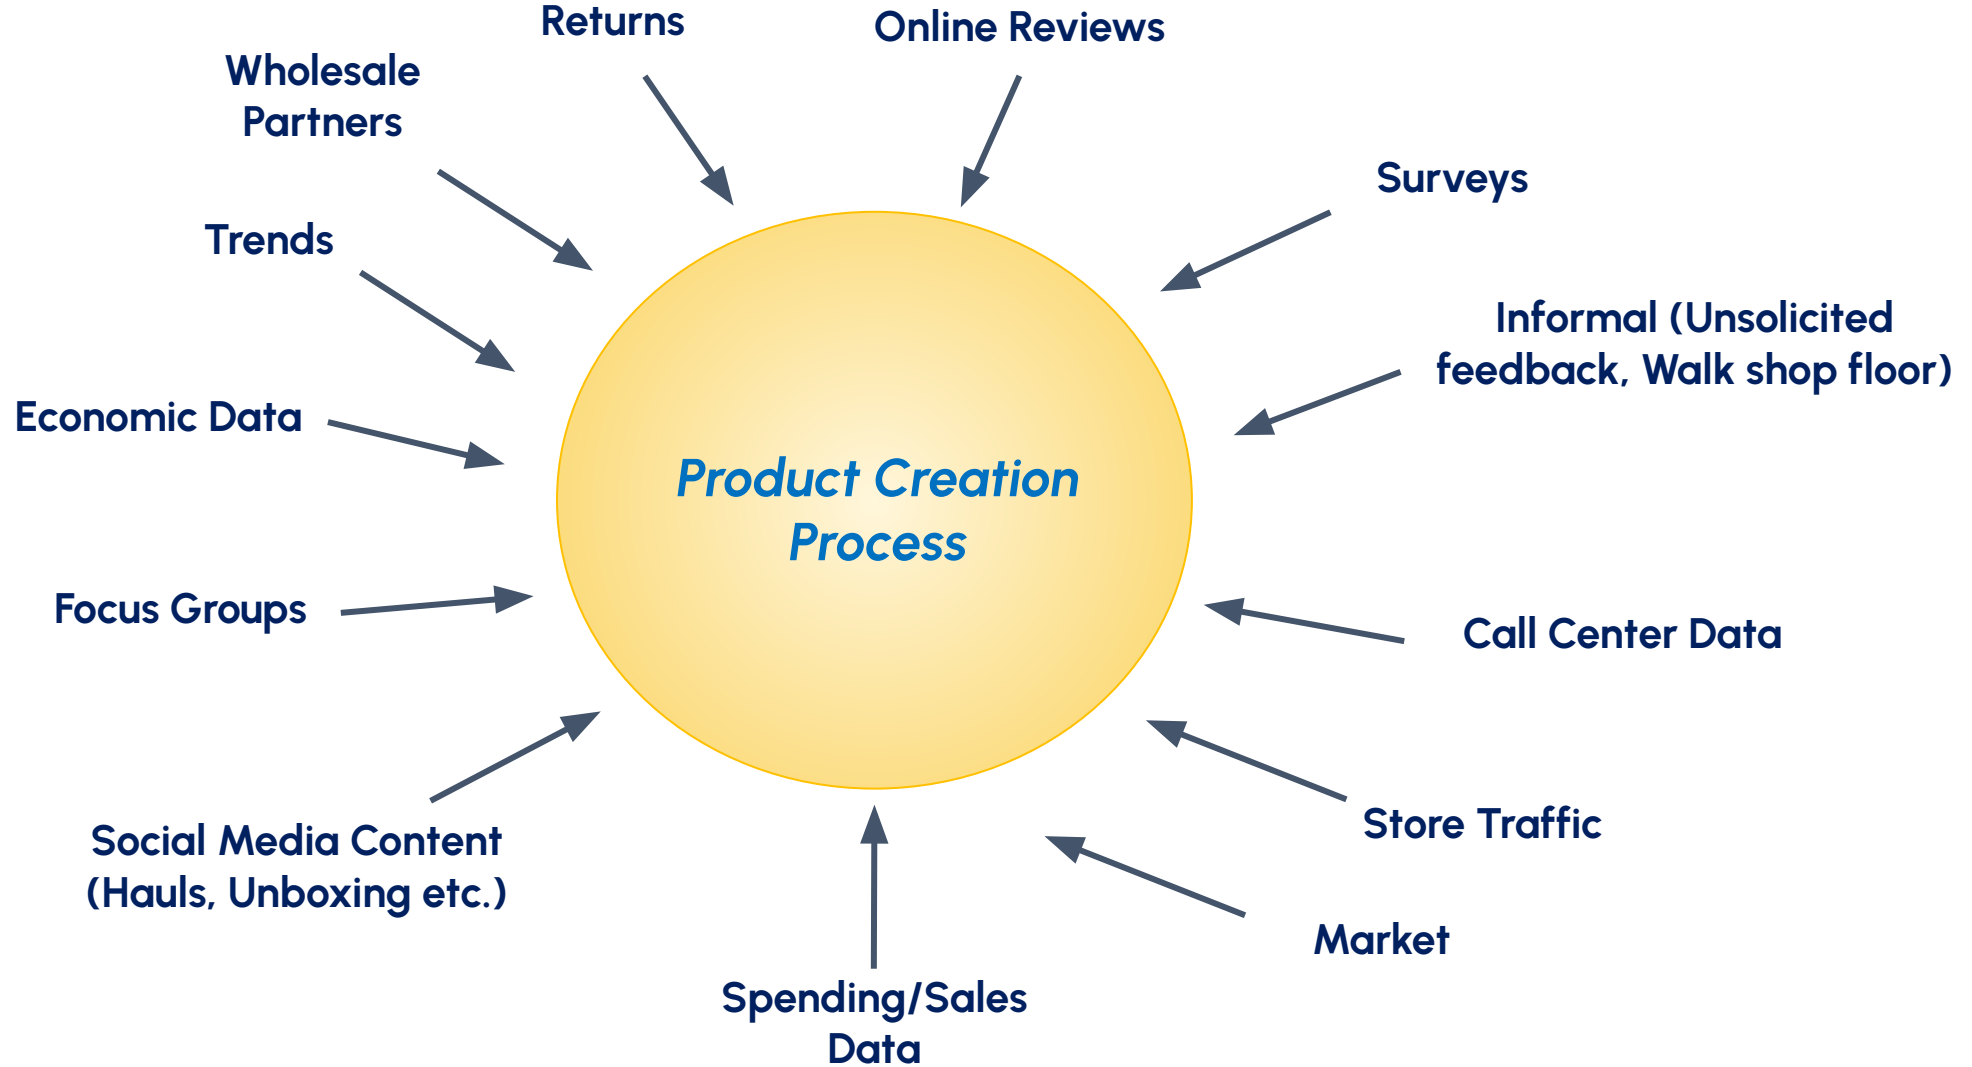 Returns
Online Reviews
Wholesale
Partners
Surveys
Trends
Informal (Unsolicited
feedback, Walk shop floor)
Economic Data
Product Creation
Process
Focus Groups
Call Center Data
Store Traffic
Social Media Content
(Hauls, Unboxing etc.)
Market
Spending/Sales
Data